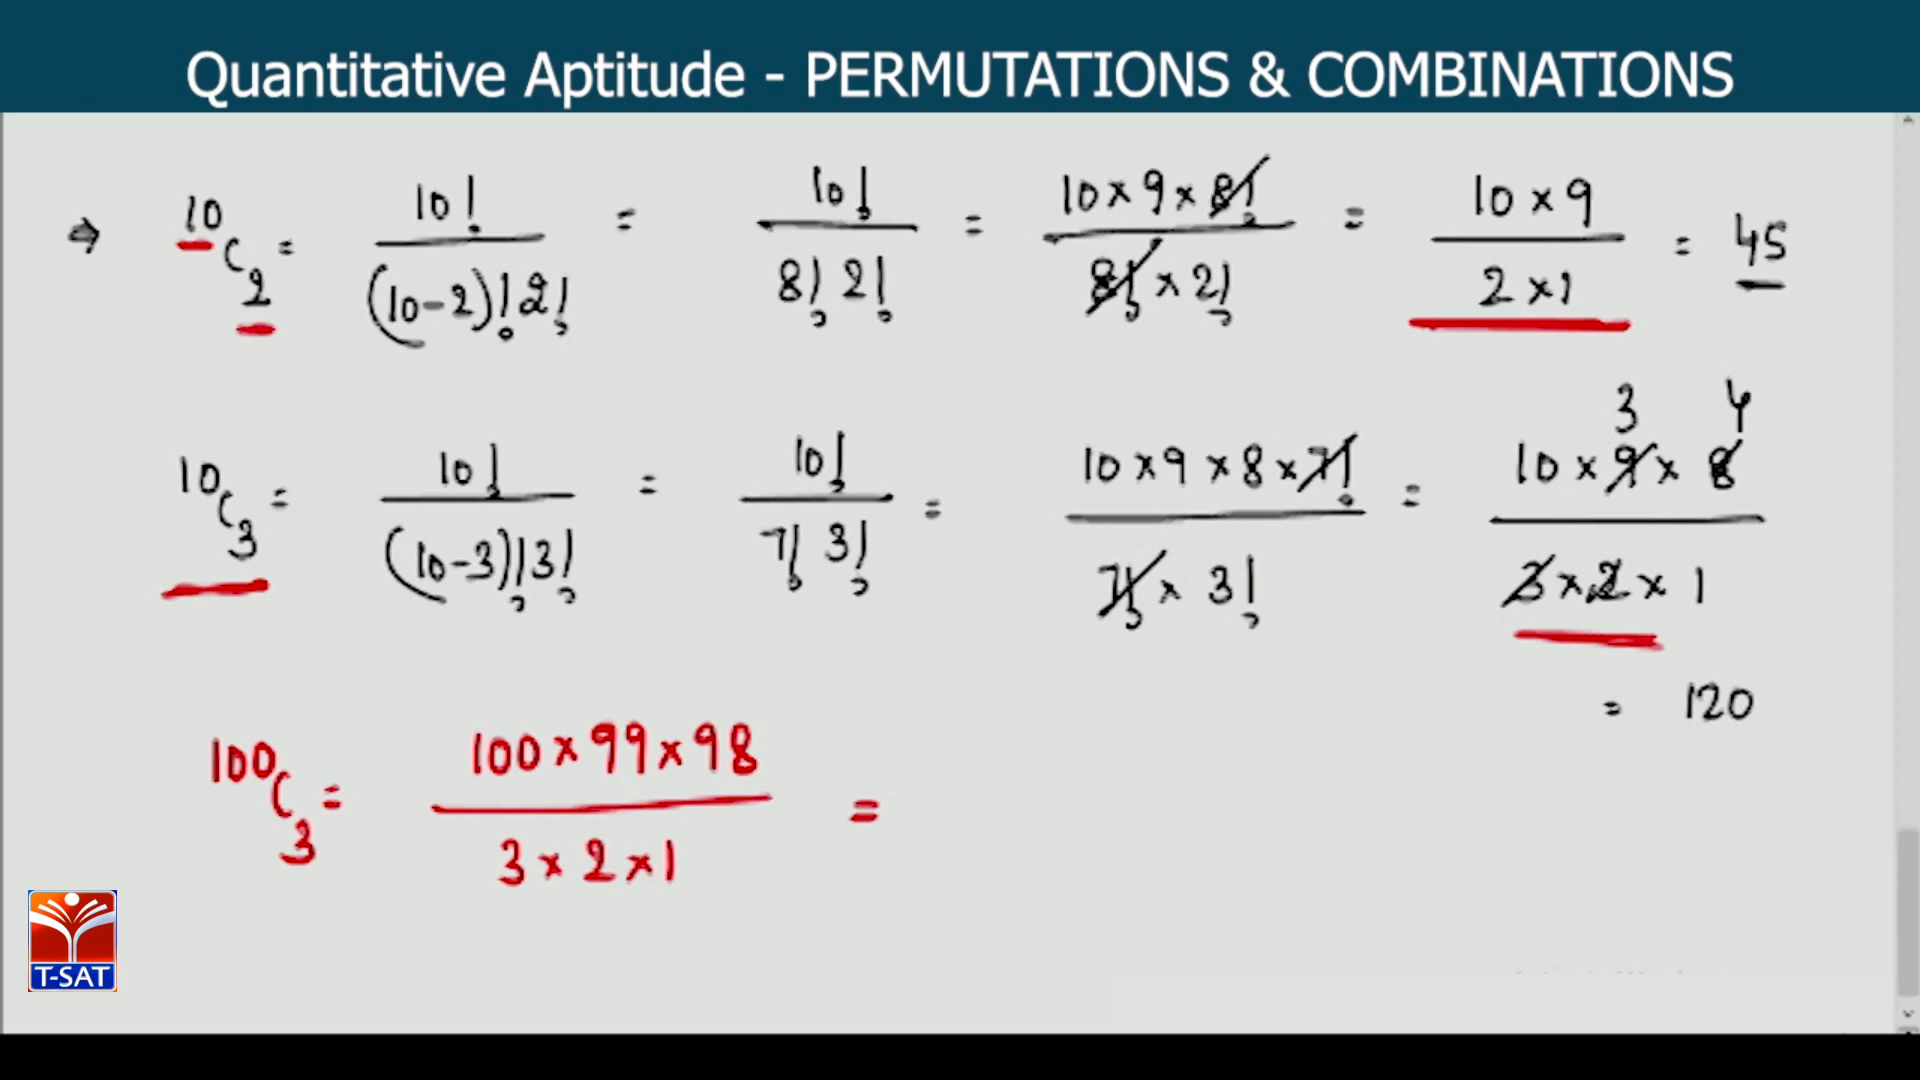 Quantitative Aptitude - PERMUTATIONS & COMBINATIONS
⇒ 10C2 = 10! / (10-2)! 2! = 10! / 8! 2! = 10 × 9 × 8! / 8! × 2! = 10 × 9 / 2 × 1 = 45
3 4
10C3 = 10! / (10-3)! 3! = 10! / 7! 3! = 10 × 9 × 8 × 7! / 7! × 3! = 10 × 9 × 8 / 3 × 2 × 1
= 120
100C3 = 100 × 99 × 98 / 3 × 2 × 1 =
T-SAT